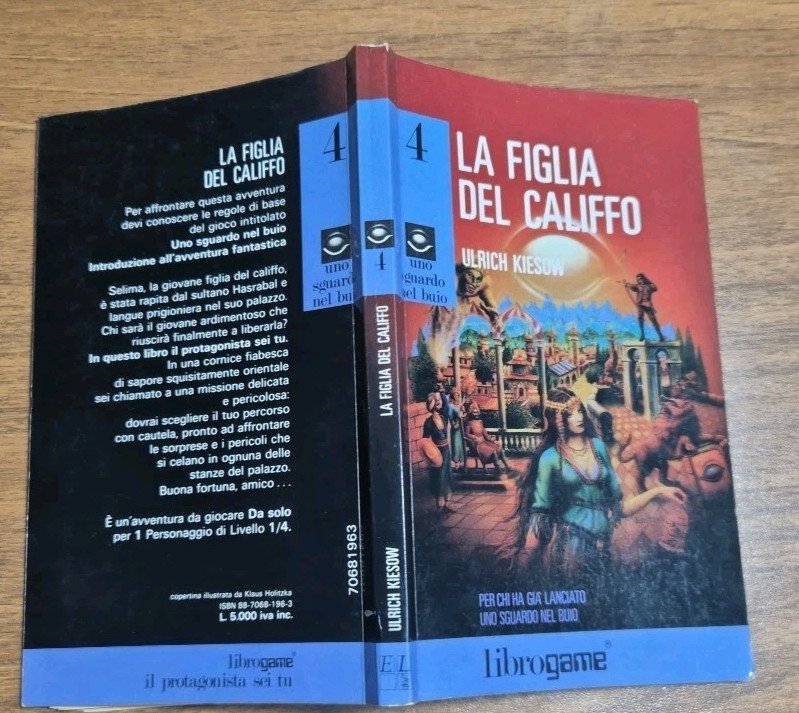 LA FIGLIA
DEL CALIFFO
Per affrontare questa avventura
devi conoscere le regole di base
del gioco intitolato
Uno sguardo nel buio
Introduzione all'avventura fantastica
Selima, la giovane figlia del califfo,
è stata rapita dal sultano Hasrabal e
langue prigioniera nel suo palazzo.
Chi sarà il giovane ardimentoso che
riuscirà finalmente a liberarla?
In questo libro il protagonista sei tu.
In una cornice fiabesca
di sapore squisitamente orientale
sei chiamato a una missione delicata
e pericolosa:
dovrai scegliere il tuo percorso
con cautela, pronto ad affrontare
le sorprese e i pericoli che
si celano in ognuna delle
stanze del palazzo.
Buona fortuna, amico . . .
È un'avventura da giocare Da solo
per 1 Personaggio di Livello 1/4.
copertina illustrata da Klaus Holitzka
ISBN 88-7068-196-3
L. 5.000 iva inc.
70681963
librogame®
il protagonista sei tu
4
uno
sguardo
nel buio
4
LA FIGLIA DEL CALIFFO
ULRICH KIESOW
E L
4
uno
sguardo
nel buio
LA FIGLIA
DEL CALIFFO
ULRICH KIESOW
PER CHI HA GIA' LANCIATO
UNO SGUARDO NEL BUIO
librogame®